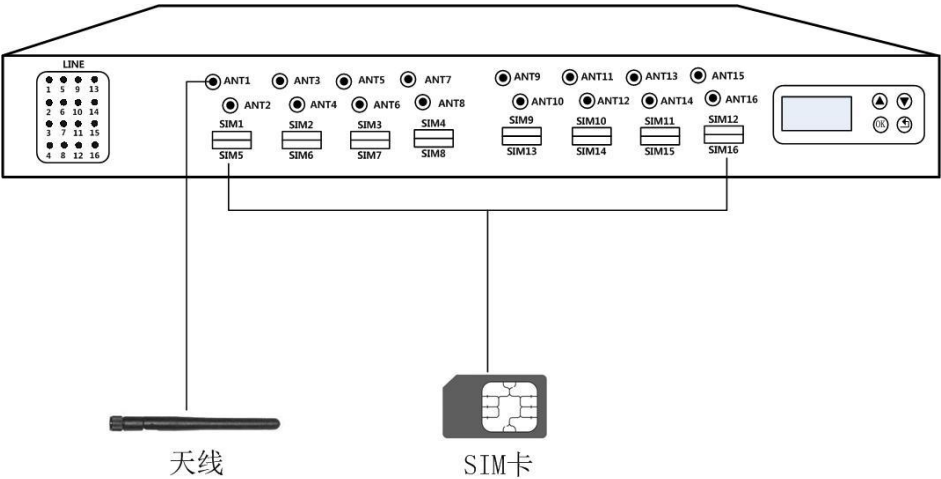 LINE
1 5 9 13
2 6 10 14
3 7 11 15
4 8 12 16
ANT1 ANT3 ANT5 ANT7 ANT9 ANT11 ANT13 ANT15
ANT2 ANT4 ANT6 ANT8 ANT10 ANT12 ANT14 ANT16
SIM1 SIM2 SIM3 SIM4 SIM9 SIM10 SIM11 SIM12
SIM5 SIM6 SIM7 SIM8 SIM13 SIM14 SIM15 SIM16
OK
天线
SIM卡